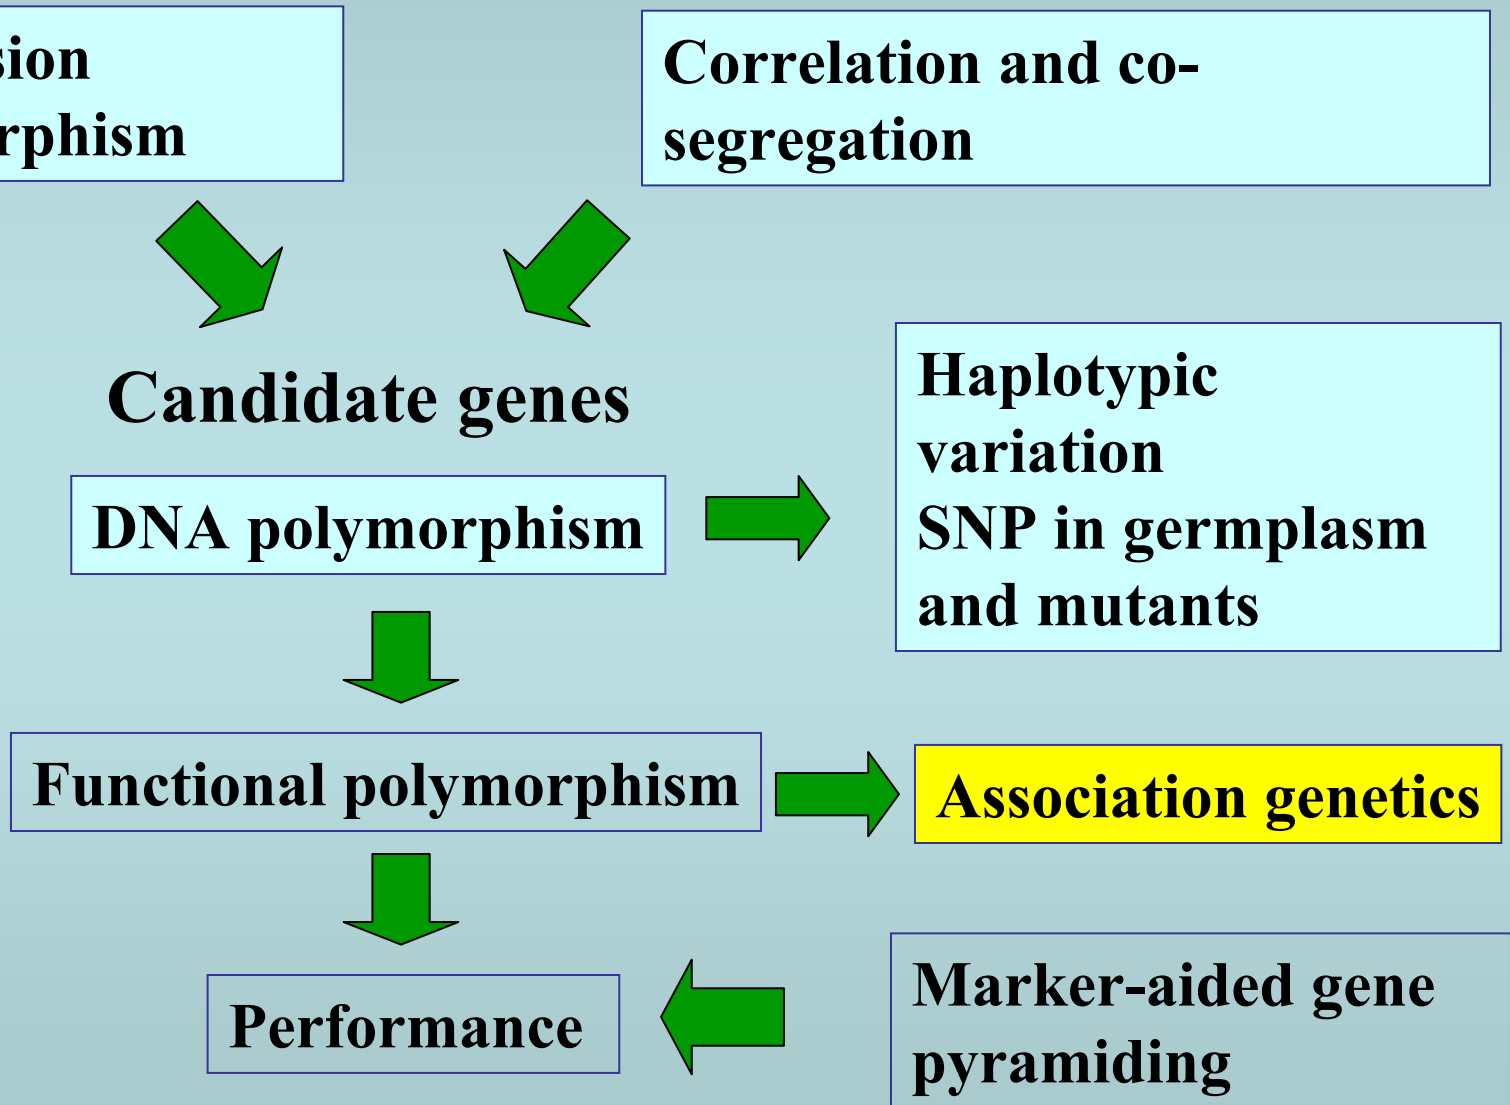 sion
rphism
Correlation and co-
segregation
Candidate genes
DNA polymorphism
Haplotypic
variation
SNP in germplasm
and mutants
Functional polymorphism
Association genetics
Performance
Marker-aided gene
pyramiding